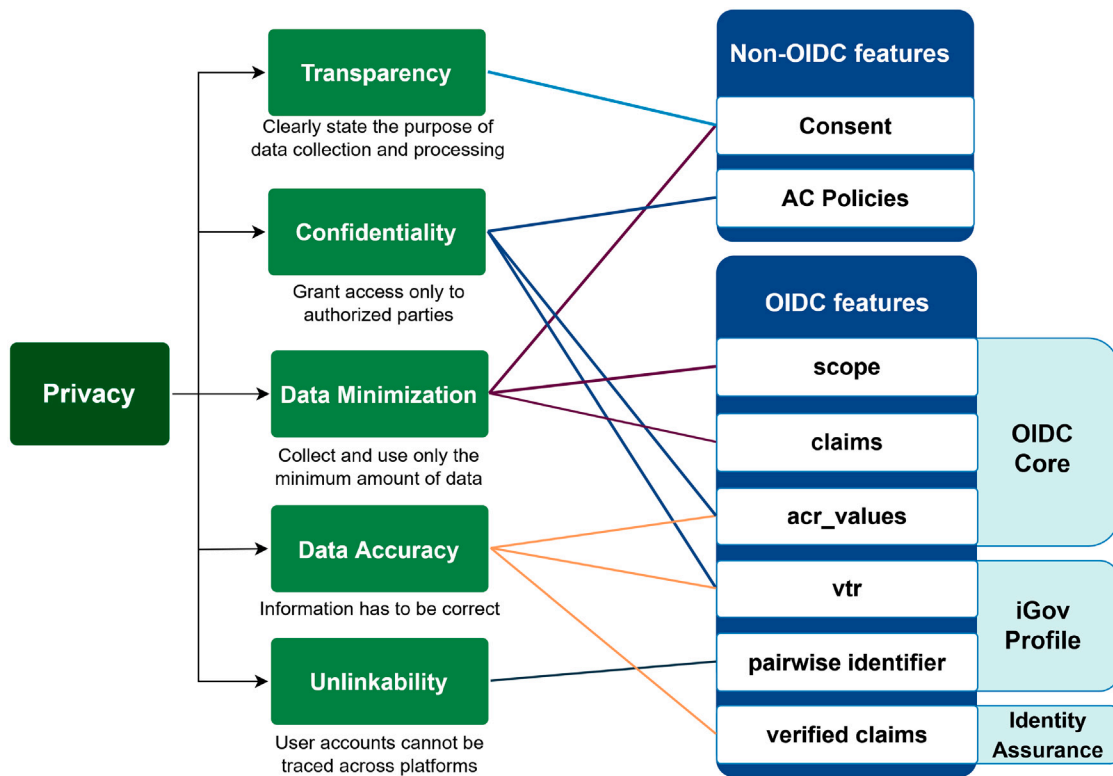 Privacy
Transparency
Clearly state the purpose of
data collection and processing
Confidentiality
Grant access only to
authorized parties
Data Minimization
Collect and use only the
minimum amount of data
Data Accuracy
Information has to be correct
Unlinkability
User accounts cannot be
traced across platforms
Non-OIDC features
Consent
AC Policies
OIDC features
scope
claims
acr_values
vtr
pairwise identifier
verified claims
OIDC
Core
iGov
Profile
Identity
Assurance